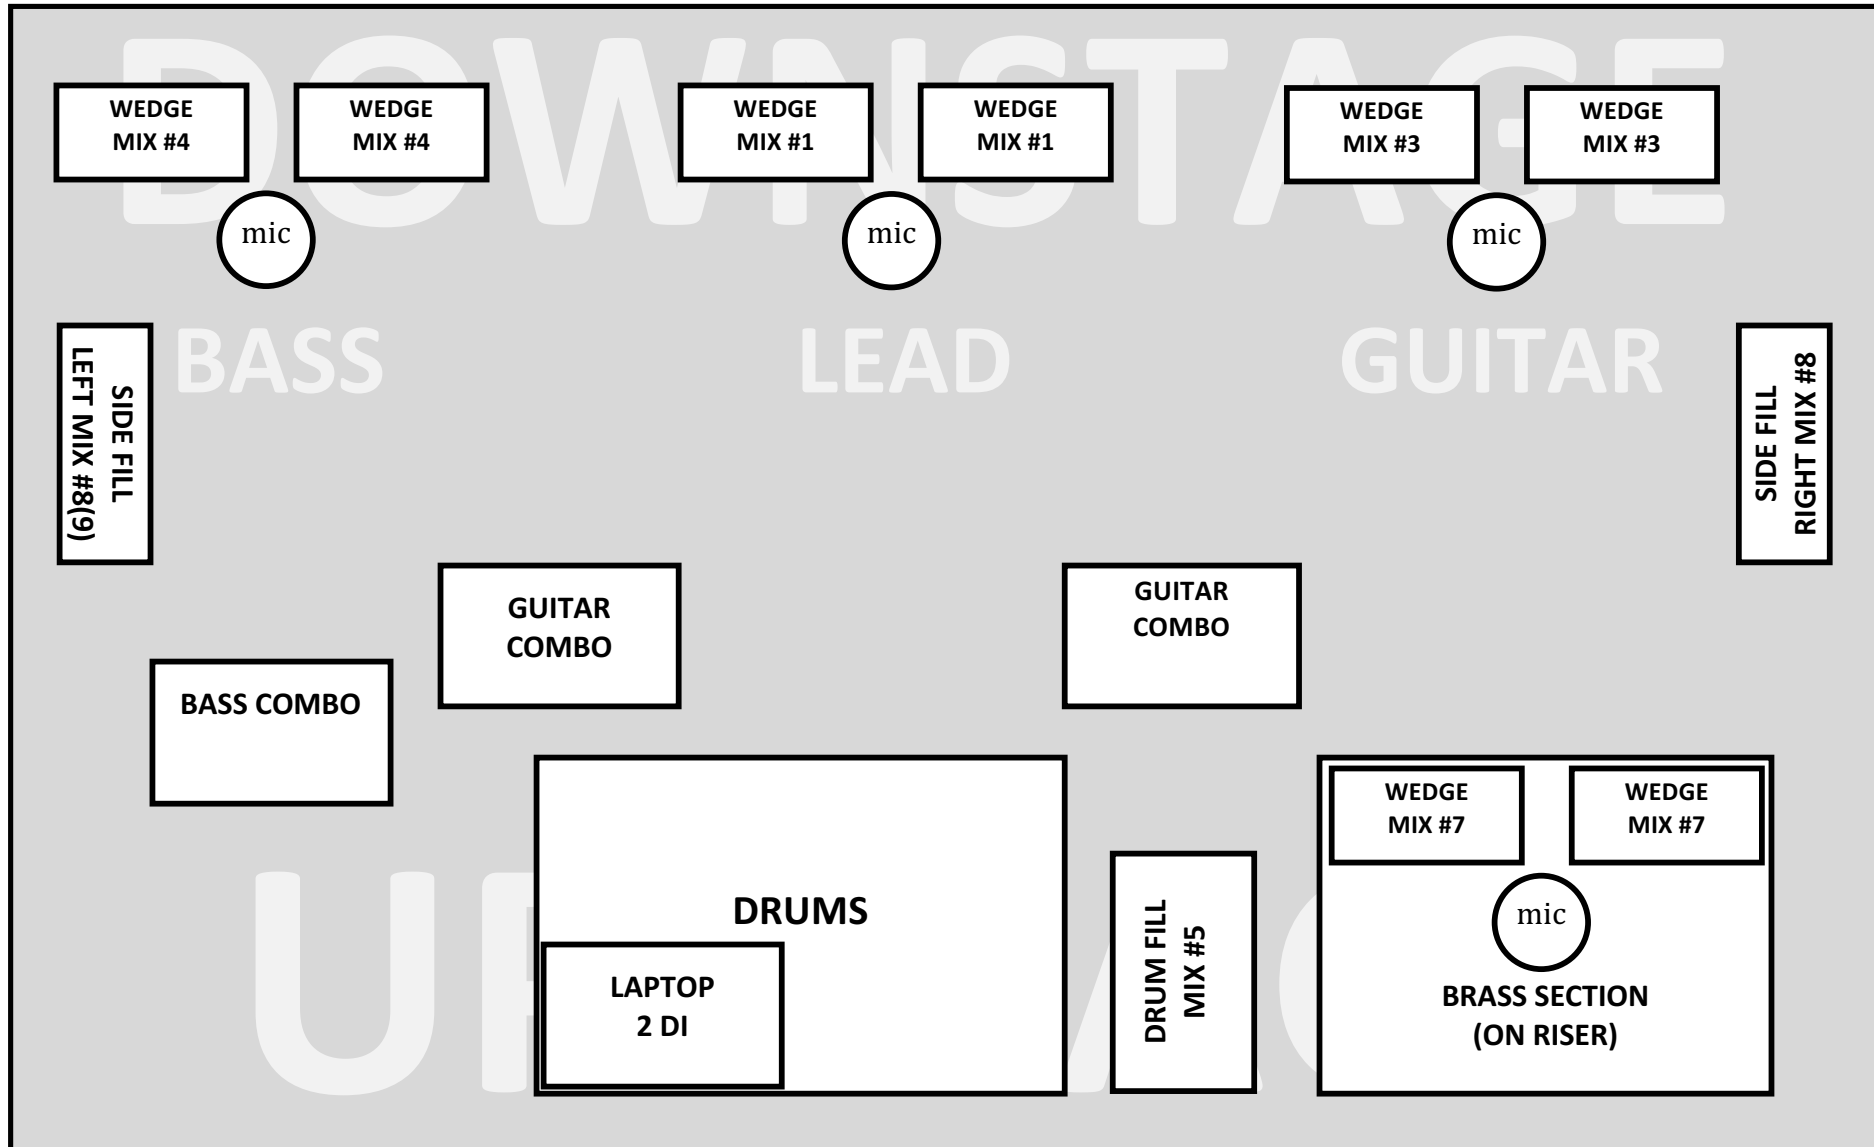 DOWNSTAGE
WEDGE
MIX #4
WEDGE
MIX #4
WEDGE
MIX #1
WEDGE
MIX #1
WEDGE
MIX #3
WEDGE
MIX #3
mic
mic
mic
BASS
LEAD
GUITAR
SIDE FILL
LEFT MIX #8(9)
SIDE FILL
RIGHT MIX #8
GUITAR
COMBO
GUITAR
COMBO
BASS COMBO
DRUMS
LAPTOP
2 DI
DRUM FILL
MIX #5
WEDGE
MIX #7
WEDGE
MIX #7
mic
BRASS SECTION
(ON RISER)